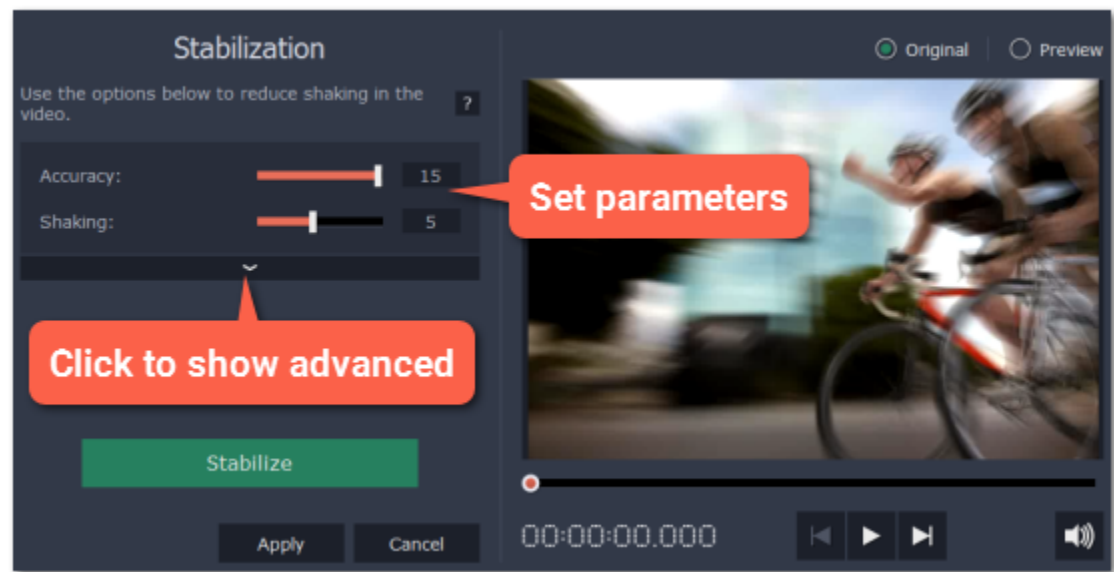 Stabilization
Original
Preview
Use the options below to reduce shaking in the
video.
?
Accuracy:
15
Set parameters
Shaking:
5
Click to show advanced
Stabilize
00:00:00.000
Apply
Cancel